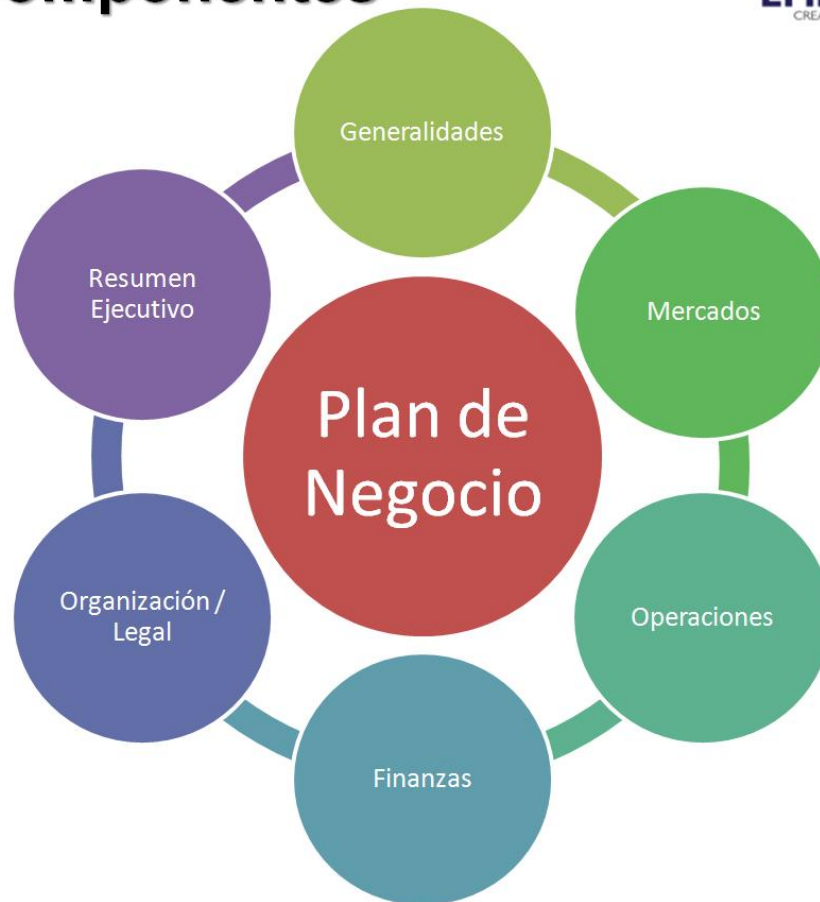 Generalidades
Resumen
Ejecutivo
Mercados
Plan de
Negocio
Organización /
Legal
Operaciones
Finanzas